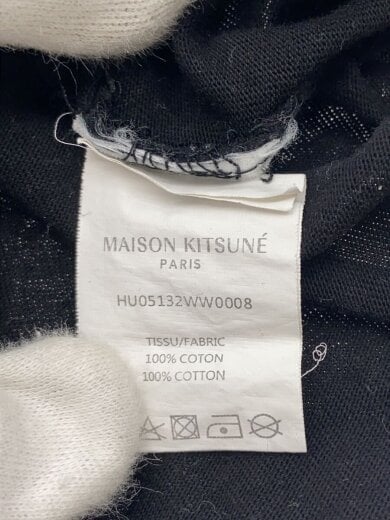 MAISON KITSUNÉ
PARIS
HU05132WW0008
TISSU/FABRIC
100% COTON
100% COTTON